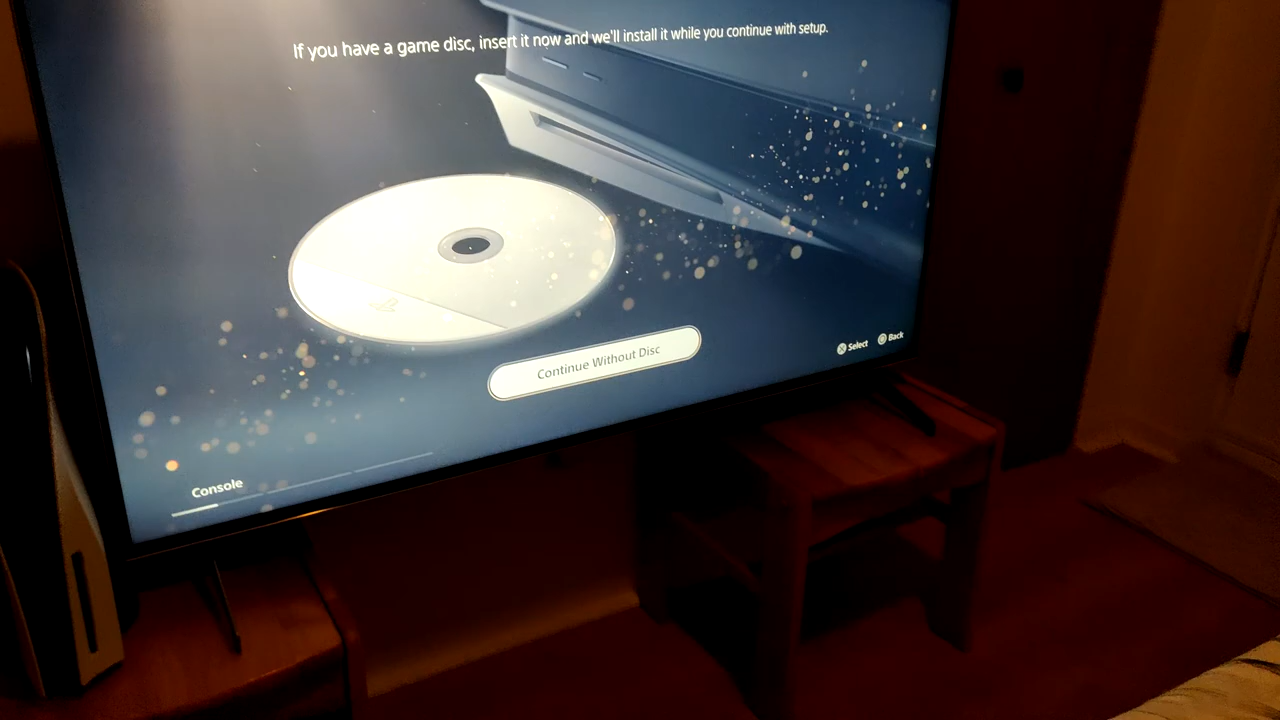 If you have a game disc, insert it now and we'll install it while you continue with setup.
Continue Without Disc
Select Back
Console